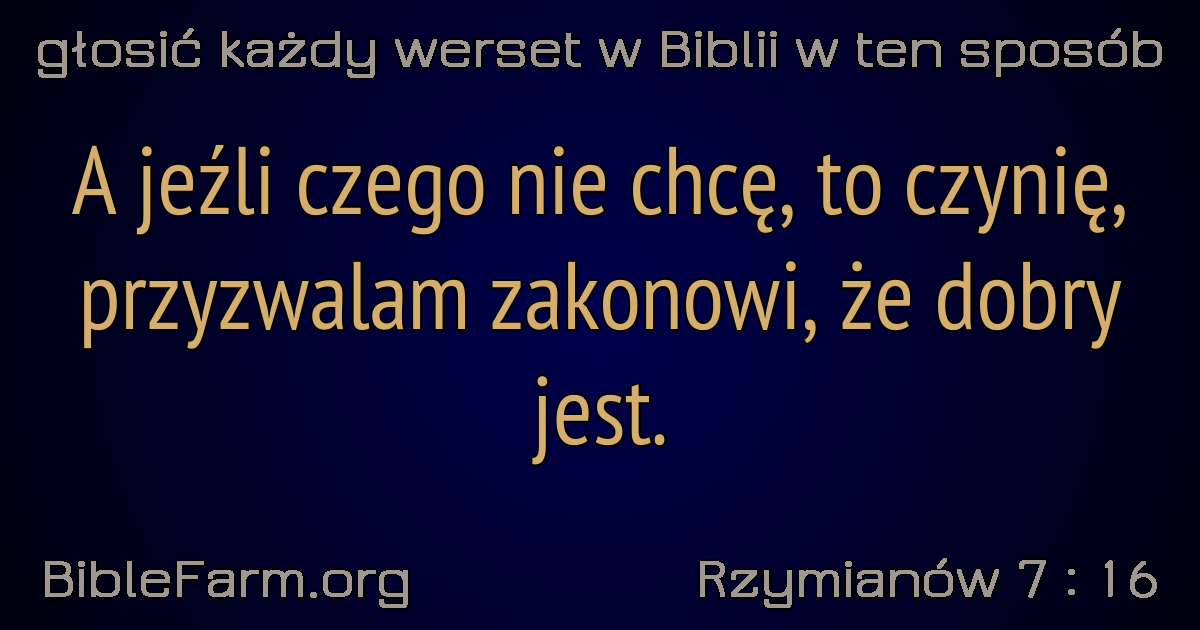 głosić każdy werset w Biblii w ten sposób
A jeźli czego nie chcę, to czynię,
przyzwalam zakonowi, że dobry
jest.
BibleFarm.org
Rzymianów 7 : 16